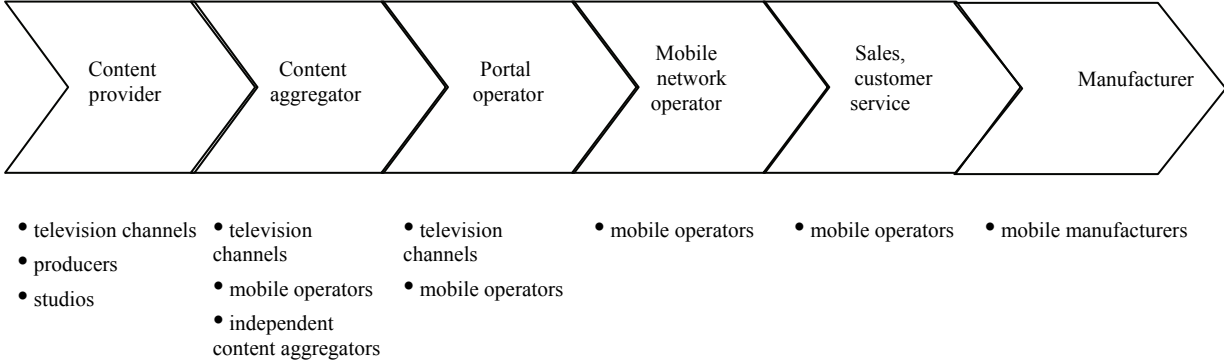 Content
provider
Content
aggregator
Portal
operator
Mobile
network
operator
Sales,
customer
service
Manufacturer
• television channels
• producers
• studios
• television
channels
• mobile operators
• independent
content aggregators
• television
channels
• mobile operators
• mobile operators
• mobile operators
• mobile manufacturers